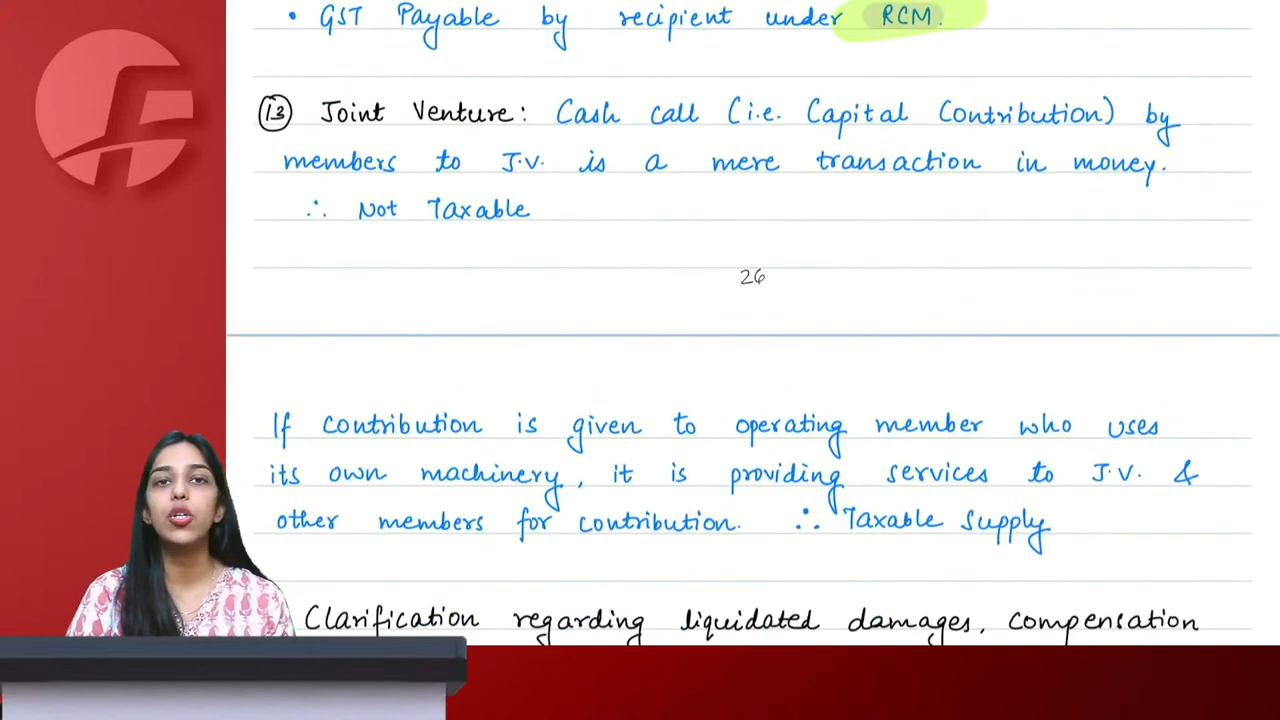 • GST Payable by recipient under RCM.
13 Joint Venture: Cash call (i.e. Capital Contribution) by
members to J.V. is a mere transaction in money.
∴ Not Taxable
26
If contribution is given to operating member who uses
its own machinery, it is providing services to J.V. &
other members for contribution. ∴ Taxable Supply
Clarification regarding liquidated damages, compensation